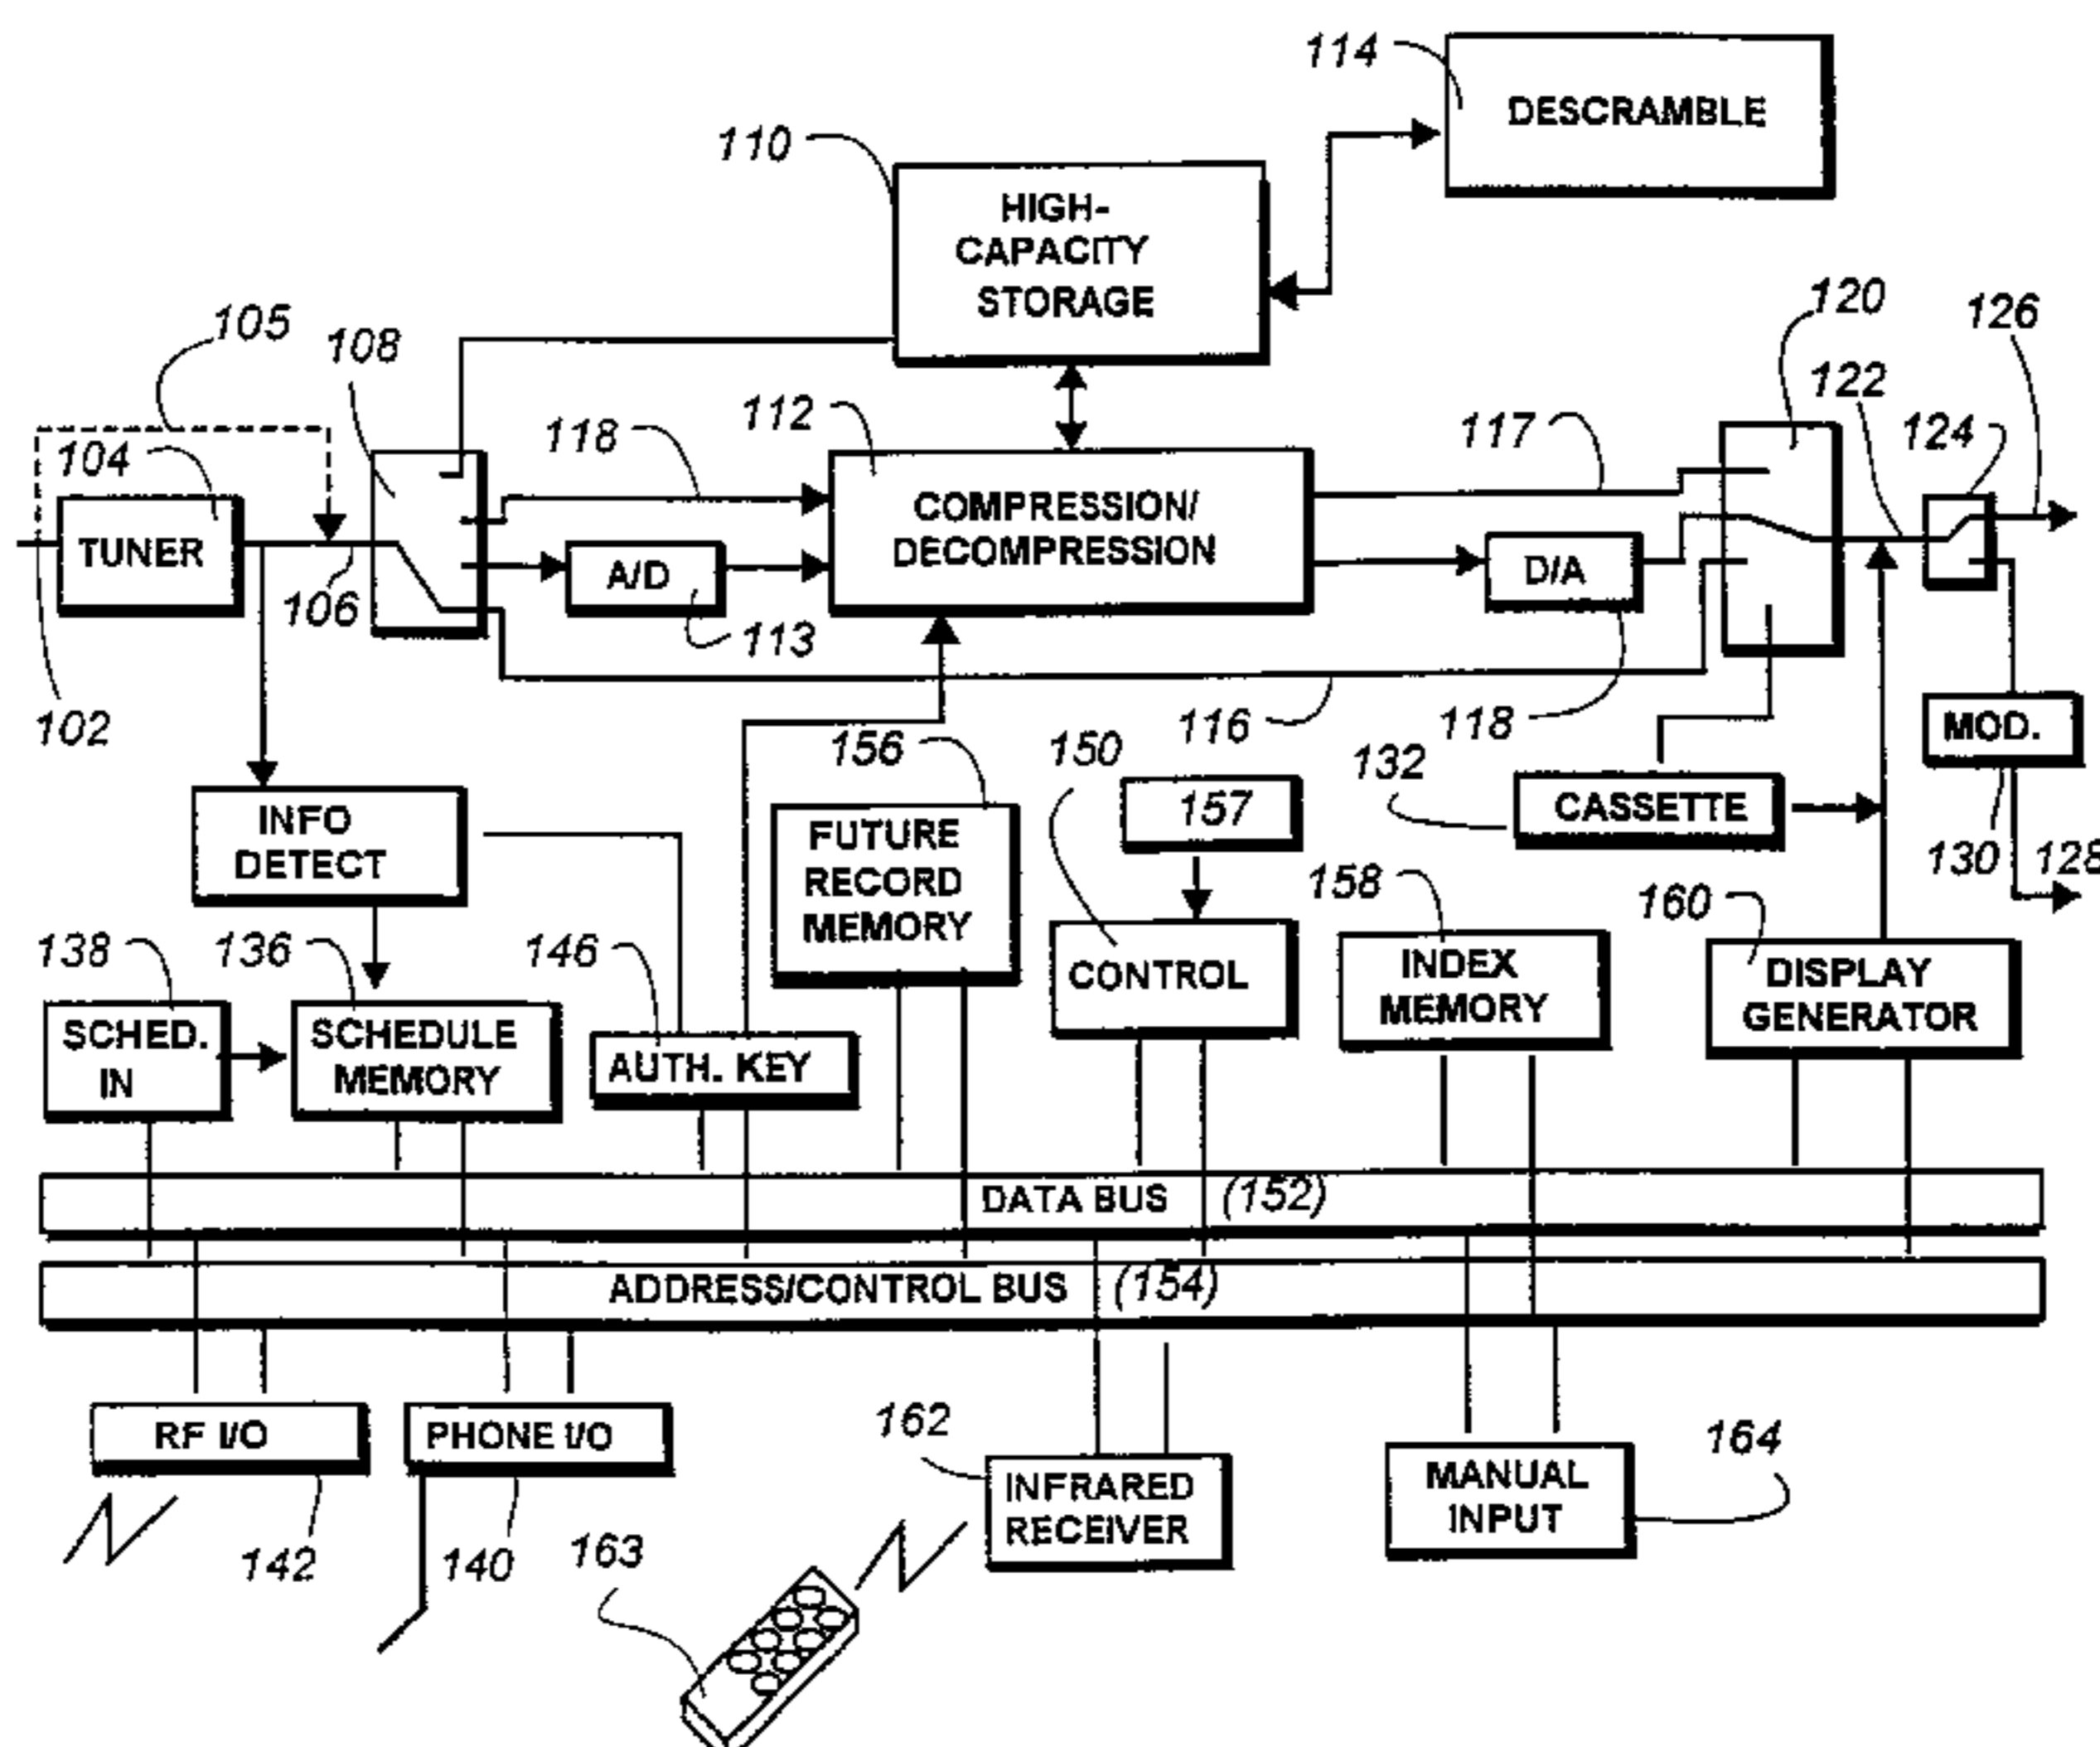 114
DESCRAMBLE
110
HIGH-
CAPACITY
STORAGE
105
108
120
126
122
104
118
112
117
124
TUNER
COMPRESSION/
DECOMPRESSION
A/D
D/A
106
113
102
116
118
MOD.
156
150
132
157
CASSETTE
INFO
DETECT
FUTURE
RECORD
MEMORY
130
128
158
160
138
136
146
CONTROL
INDEX
MEMORY
DISPLAY
GENERATOR
SCHED.
IN
SCHEDULE
MEMORY
AUTH. KEY
DATA BUS (152)
ADDRESS/CONTROL BUS (154)
RF I/O
PHONE I/O
162
164
INFRARED
RECEIVER
MANUAL
INPUT
142
140
163